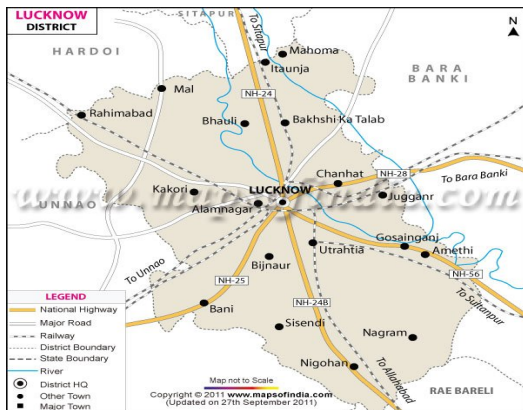 LUCKNOW
DISTRICT
SITAPUR
N
HARDOI
To Sitapur
Mahoma
Itaunja
BARA
BANKI
Mal
NH-24
Rahimabad
Bhauli
Bakhshi Ka Talab
Chanhat
NH-28
To Bara Banki
Kakori
LUCKNOW
Jugganr
www.mapsofindia.com
UNNAO
Alamnagar
Gosainganj
Utrahtia
Amethi
To Unnao
Bijnaur
NH-25
NH-56
To Sultanpur
LEGEND
National Highway
Major Road
Railway
District Boundary
State Boundary
River
District HQ
Other Town
Major Town
Bani
NH-24B
Sisendi
Nagram
Nigohan
To Allahabad
RAE BARELI
Map not to Scale
Copyright © 2011 www.mapsofindia.com
(Updated on 27th September 2011)